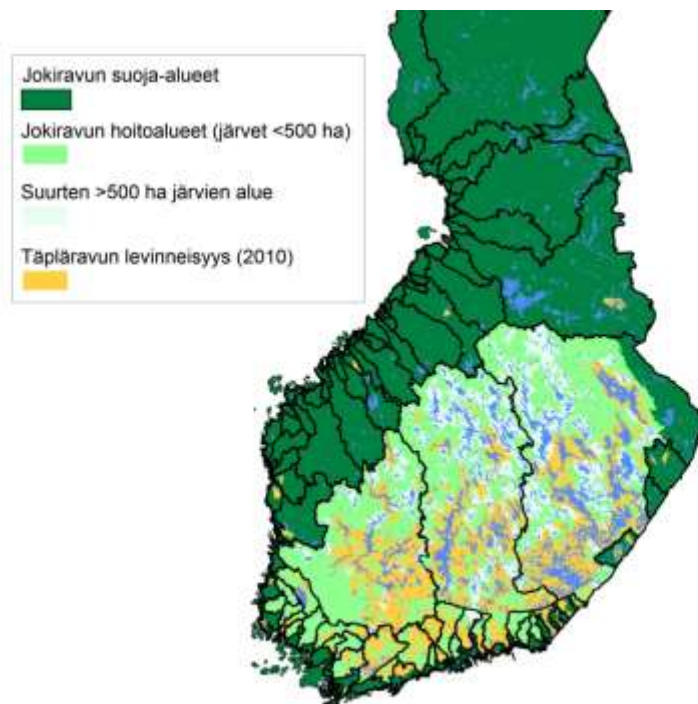 Jokiravun suoja-alueet
Jokiravun hoitoalueet (järvet <500 ha)
Suurten >500 ha järvien alue
Täpläravun levinneisyys (2010)